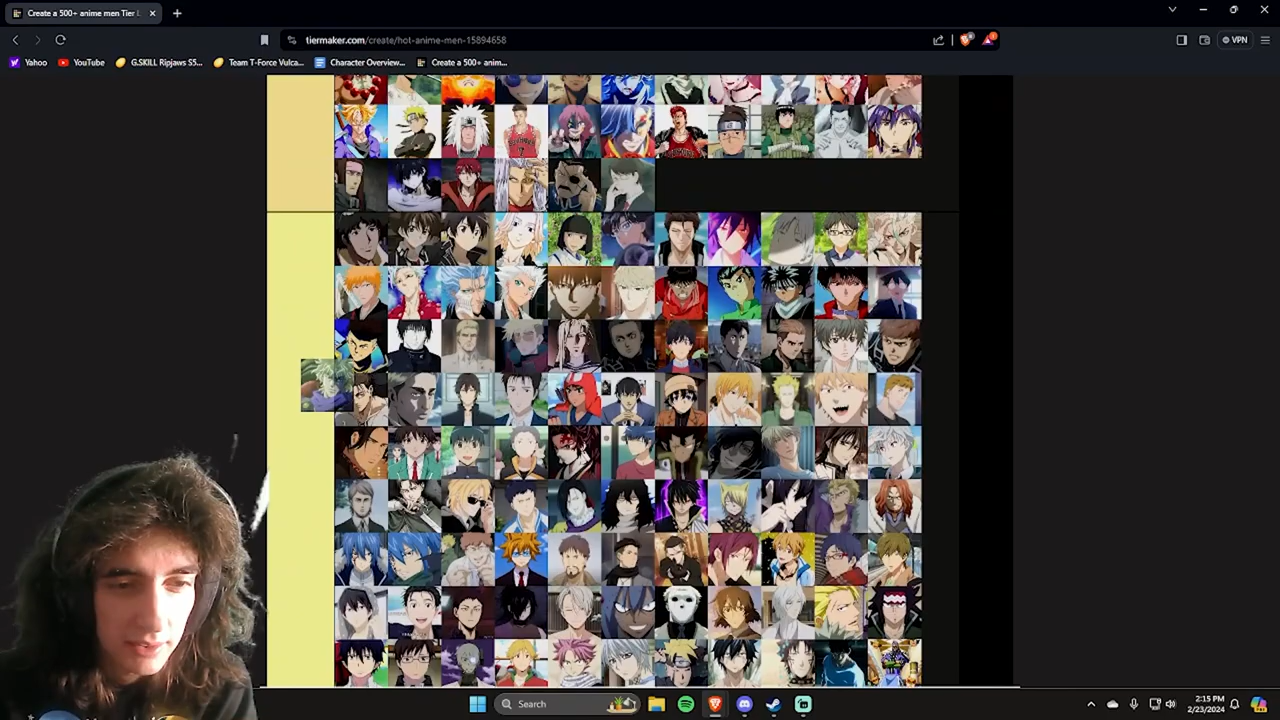 Create a 500+ anime men Tier l
tiermaker.com/create/hot-anime-men-15894658
VPN
Yahoo
YouTube
G.SKILL Ripjaws S5...
Team T-Force Vulca...
Character Overview...
Create a 500+ anim...
Search
2:15 PM
2/23/2024